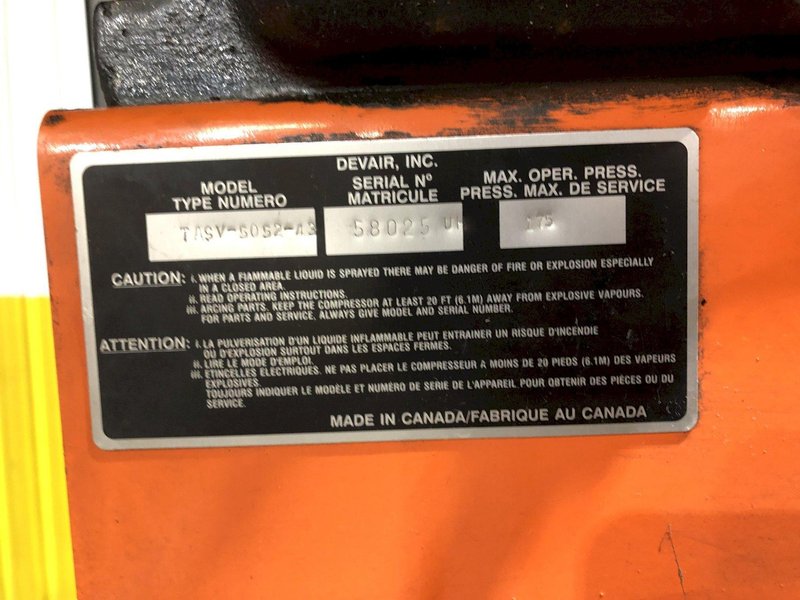 DEVAIR, INC.
MODEL
TYPE NUMERO
SERIAL Nº
MATRICULE
MAX. OPER. PRESS.
PRESS. MAX. DE SERVICE
TASV-5052-43
58025
175
CAUTION: i. WHEN A FIAMMABLE LIQUID IS SPRAYED THERE MAY BE DANGER OF FIRE OR EXPLOSION ESPECIALLY
IN A CLOSED AREA.
ii. READ OPERATING INSTRUCTIONS.
iii. ARCING PARTS. KEEP THE COMPRESSOR AT LEAST 20 FT (6.1M) AWAY FROM EXPLOSIVE VAPOURS.
FOR PARTS AND SERVICE, ALWAYS GIVE MODEL AND SERIAL NUMBER.
ATTENTION: i. LA PULVERISATION D'UN LIQUIDE INFLAMMABLE PEUT ENTRAINER UN RISQUE D'INCENDIE
OU D'EXPLOSION SURTOUT DANS LES ESPACES FERMES.
ii. LIRE LE MODE D'EMPLOI.
iii. ETINCELLES ELECTRIQUES. NE PAS PLACER LE COMPRESSEUR A MOINS DE 20 PIEDS (6.1M) DES VAPEURS
EXPLOSIVES.
TOUJOURS INDIQUER LE MODELE ET NUMERO DE SERIE DE L'APPAREIL POUR OBTENIR DES PIECES OU DU
SERVICE.
MADE IN CANADA/FABRIQUE AU CANADA